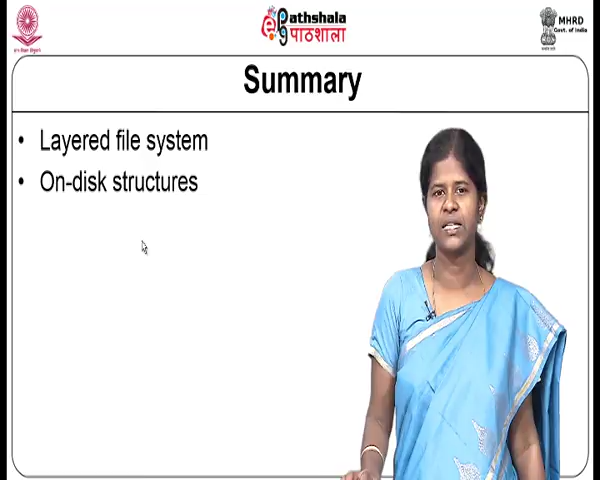 ePathshala
पाठशाला
MHRD
Govt. of India
Summary
• Layered file system
• On-disk structures